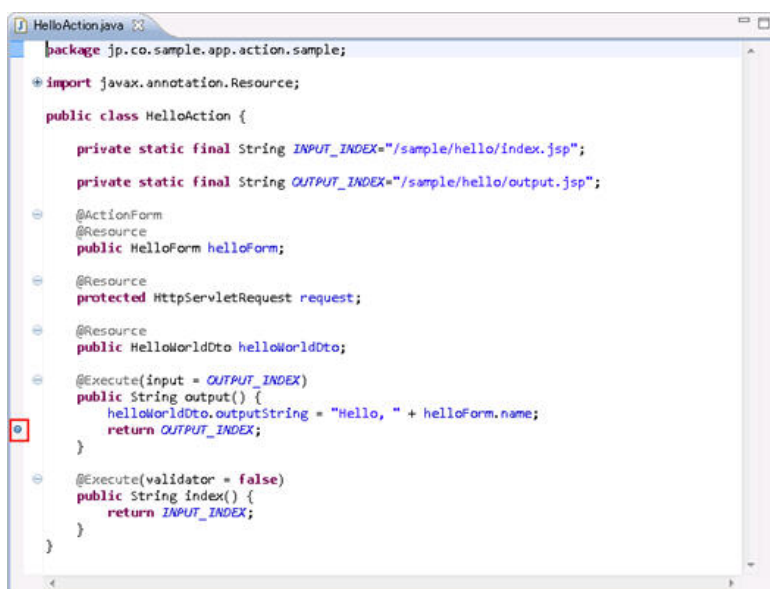 HelloAction.java
package jp.co.sample.app.action.sample;
import javax.annotation.Resource;
public class HelloAction {
private static final String INPUT_INDEX="/sample/hello/index.jsp";
private static final String OUTPUT_INDEX="/sample/hello/output.jsp";
@ActionForm
@Resource
public HelloForm helloForm;
@Resource
protected HttpServletRequest request;
@Resource
public HelloWorldDto helloWorldDto;
@Execute(input = OUTPUT_INDEX)
public String output() {
helloWorldDto.outputString = "Hello, " + helloForm.name;
return OUTPUT_INDEX;
}
@Execute(validator = false)
public String index() {
return INPUT_INDEX;
}
}